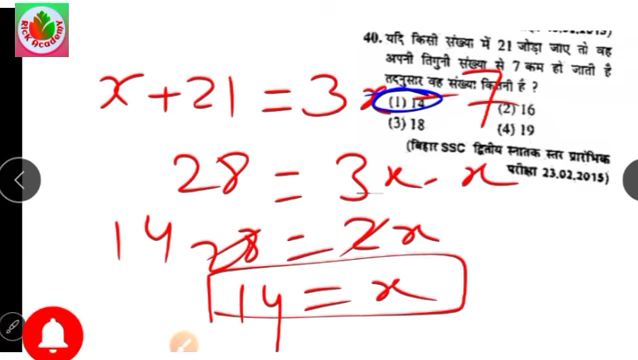 Rick Academy
40. यदि किसी संख्या में 21 जोड़ा जाए तो वह
अपनी तिगुनी संख्या से 7 कम हो जाती है
तद्नुसार वह संख्या कितनी है ?
(1) 14
(2) 16
(3) 18
(4) 19
(बिहार SSC द्वितीय स्नातक स्तर प्रारंभिक
परीक्षा 23.02.2015)
x + 21 = 3x - 7
28 = 3x - x
14 28 = 2x
14 = x